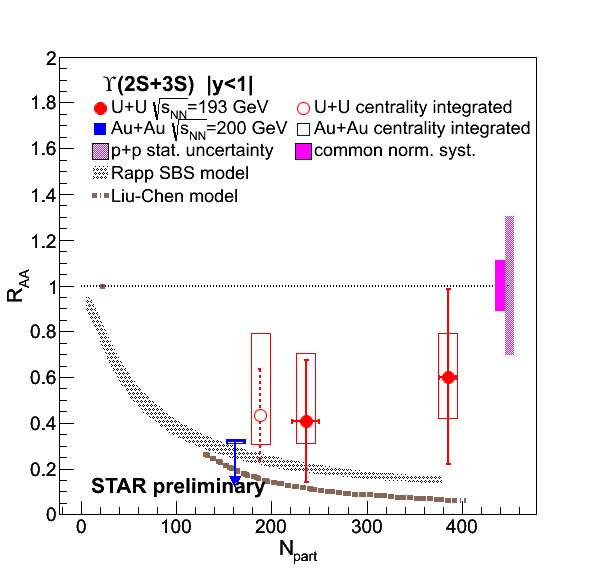 ϒ(2S+3S) |y<1|
U+U √s_NN=193 GeV
U+U centrality integrated
Au+Au √s_NN=200 GeV
Au+Au centrality integrated
p+p stat. uncertainty
common norm. syst.
Rapp SBS model
Liu-Chen model
STAR preliminary
R_AA
2
1.8
1.6
1.4
1.2
1
0.8
0.6
0.4
0.2
0
0 100 200 300 400
N_part